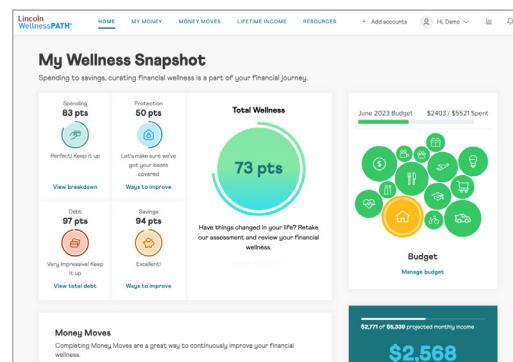 Lincoln
WellnessPATH®
HOME
MY MONEY
MONEY MOVES
LIFETIME INCOME
RESOURCES
+ Add accounts
Hi, Demo
My Wellness Snapshot
Spending to savings, curating financial wellness is a part of your financial journey.
Spending
83 pts
Perfect! Keep it up
View breakdown
Protection
50 pts
Let's make sure we've
got your bases
covered
Ways to improve
Debt
97 pts
Very impressive! Keep
it up
View total debt
Savings
94 pts
Excellent!
Ways to improve
Total Wellness
73 pts
Have things changed in your life? Retake
our assessment and review your financial
wellness.
June 2023 Budget
$2403 / $5521 Spent
Budget
Manage budget
Money Moves
Completing Money Moves are a great way to continuously improve your financial
wellness.
$2,771 of $5,339 projected monthly income
$2,568